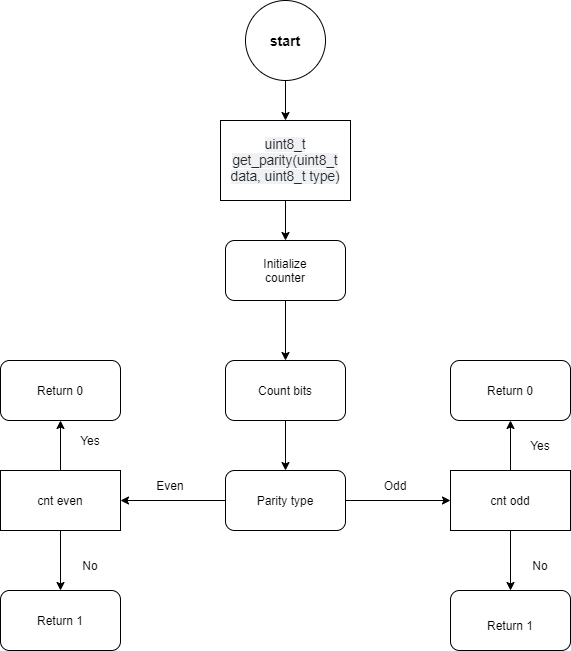 start
uint8_t
get_parity(uint8_t
data, uint8_t type)
Initialize
counter
Return 0
Count bits
Return 0
Yes
Yes
cnt even
Even
Parity type
Odd
cnt odd
No
No
Return 1
Return 1